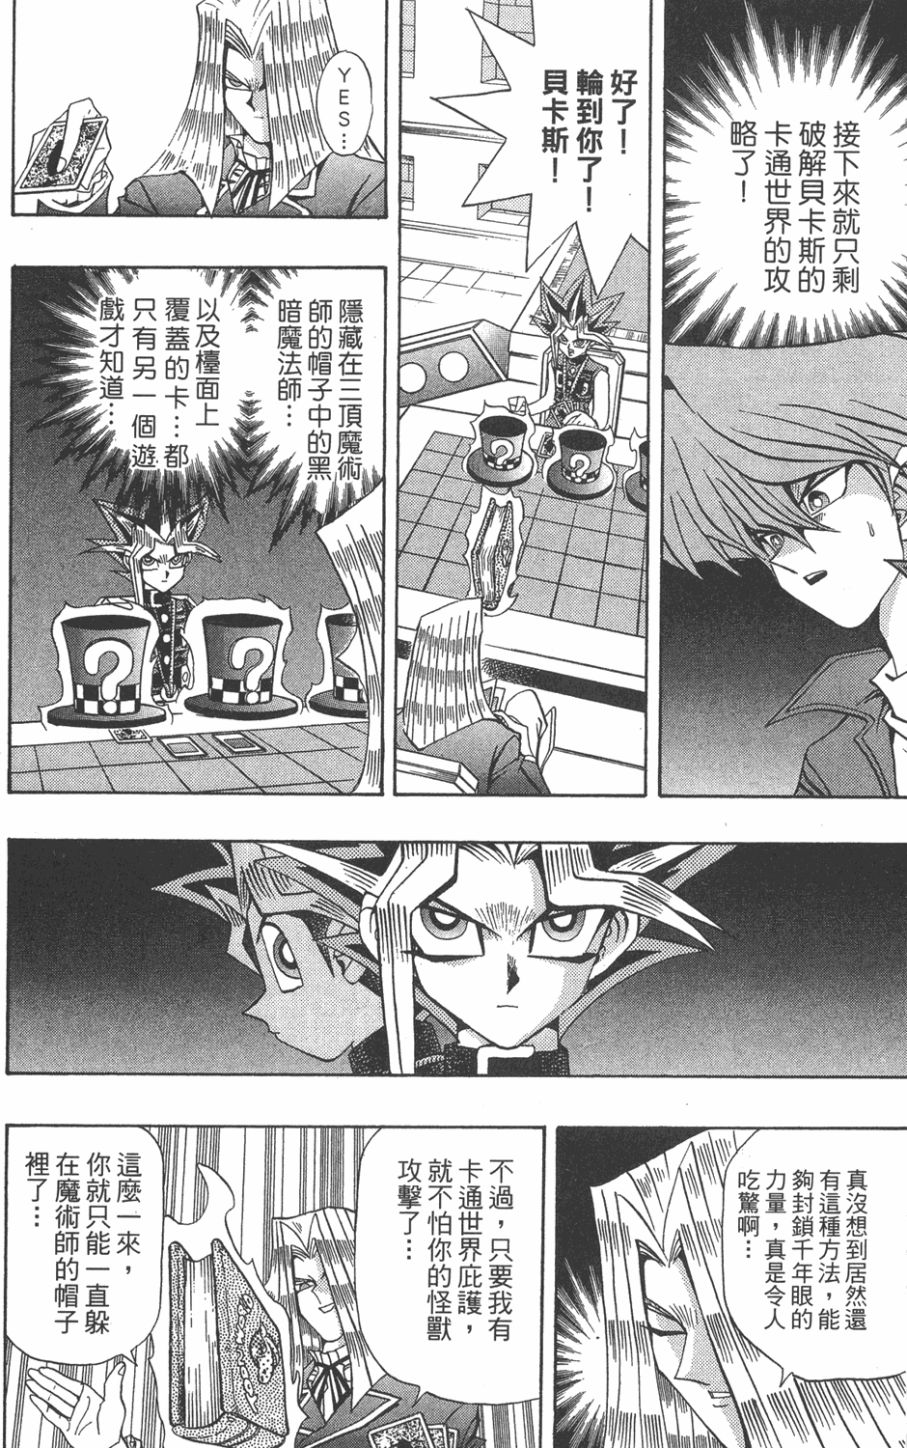 接下來就只剩
破解貝卡斯的
卡通世界的攻
略了！
好了！
輪到你了！
貝卡斯！
YES…
隱藏在三頂魔術
師的帽子中的黑
暗魔法師…
以及檯面上
覆蓋的卡…都
只有另一個遊
戲才知道…
真沒想到居然還
有這種方法，能
夠封鎖千年眼的
力量，真是令人
吃驚啊…
不過，只要我有
卡通世界庇護，
就不怕你的怪獸
攻擊了…
這麼一來，
你就只能一直躲
在魔術師的帽子
裡了…